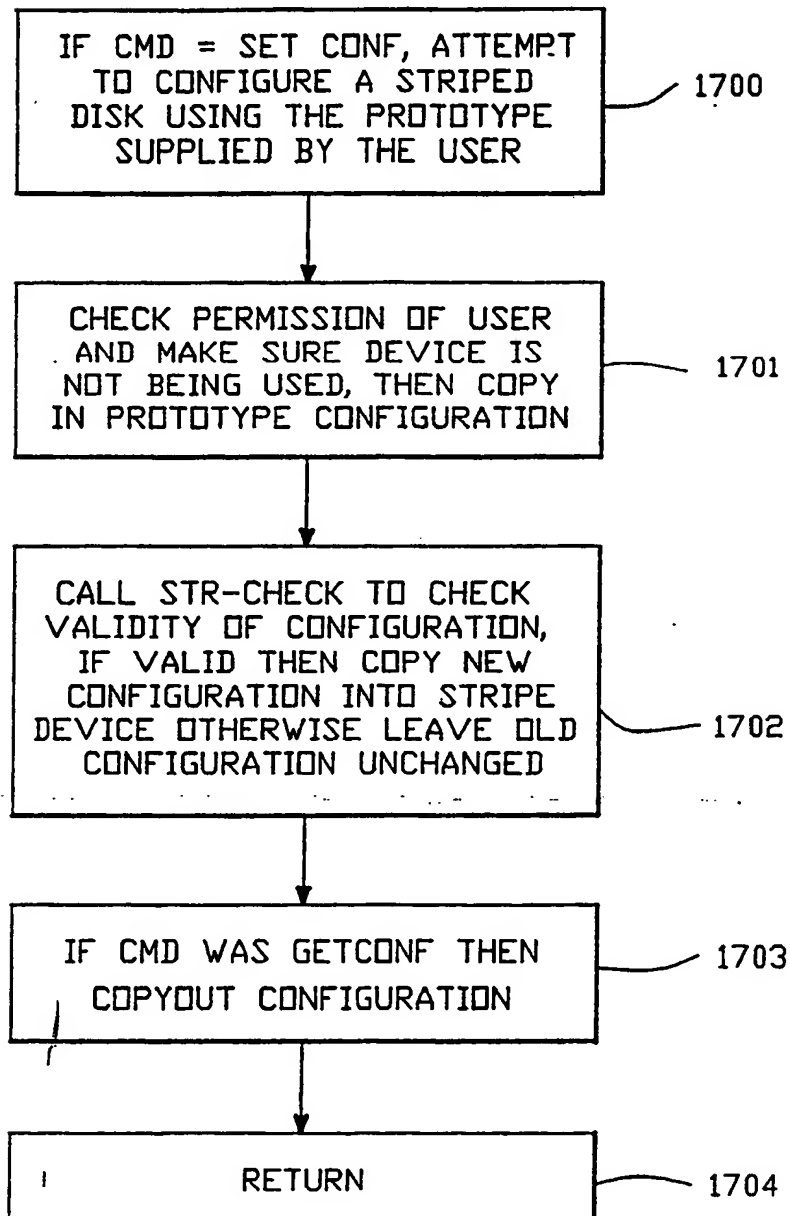 IF CMD = SET CONF, ATTEMPT
TO CONFIGURE A STRIPED
DISK USING THE PROTOTYPE
SUPPLIED BY THE USER
1700
CHECK PERMISSION OF USER
AND MAKE SURE DEVICE IS
NOT BEING USED, THEN COPY
IN PROTOTYPE CONFIGURATION
1701
CALL STR-CHECK TO CHECK
VALIDITY OF CONFIGURATION,
IF VALID THEN COPY NEW
CONFIGURATION INTO STRIPE
DEVICE OTHERWISE LEAVE OLD
CONFIGURATION UNCHANGED
1702
IF CMD WAS GETCONF THEN
COPYOUT CONFIGURATION
1703
RETURN
1704